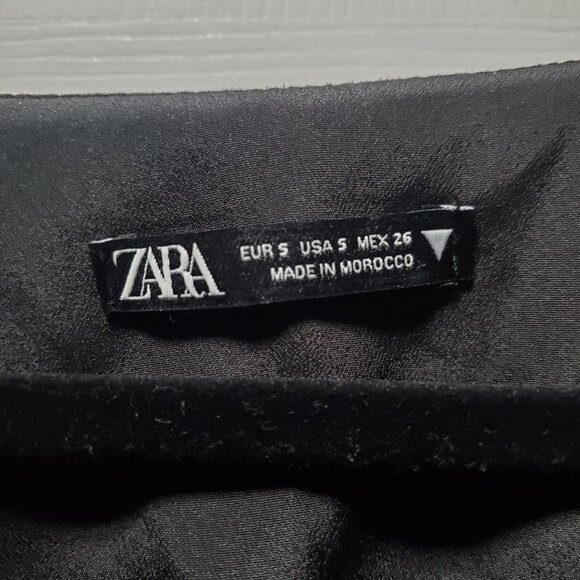 ZARA
EUR S USA S MEX 26
MADE IN MOROCCO